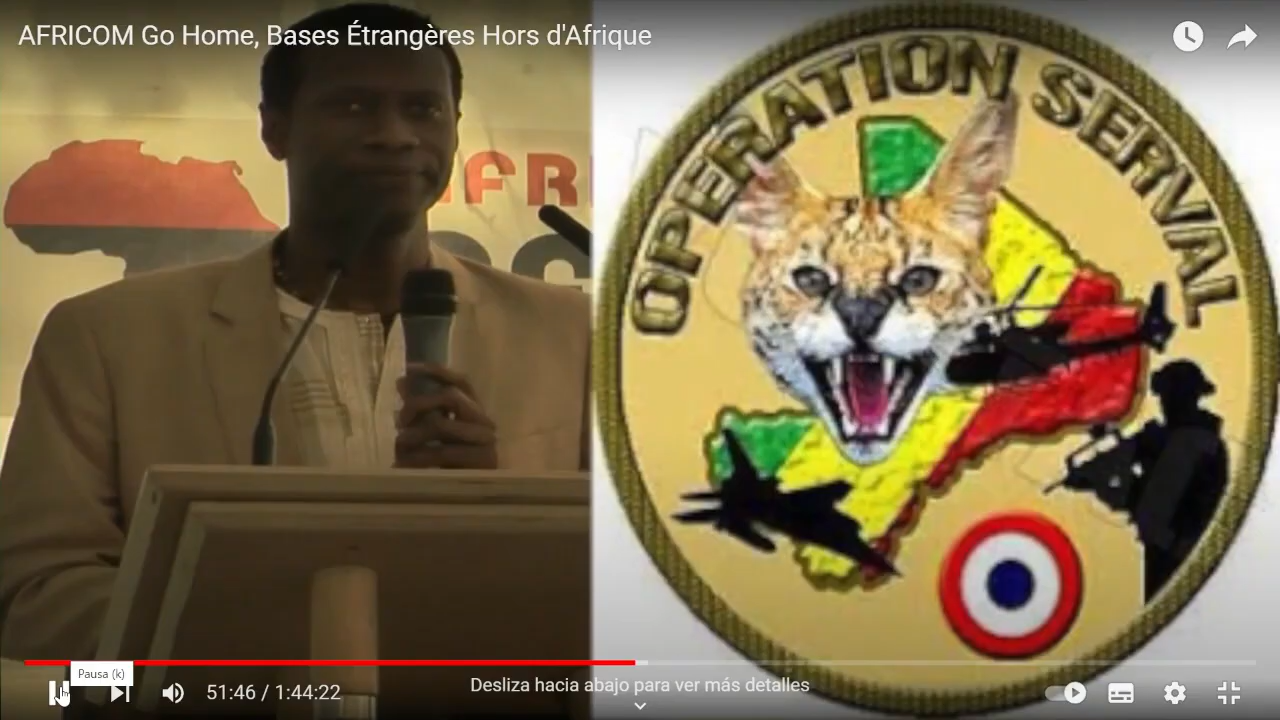 AFRICOM Go Home, Bases Étrangères Hors d'Afrique
AFRI
OPERATION SERVAL
Pausa (k)
51:46 / 1:44:22
Desliza hacia abajo para ver más detalles